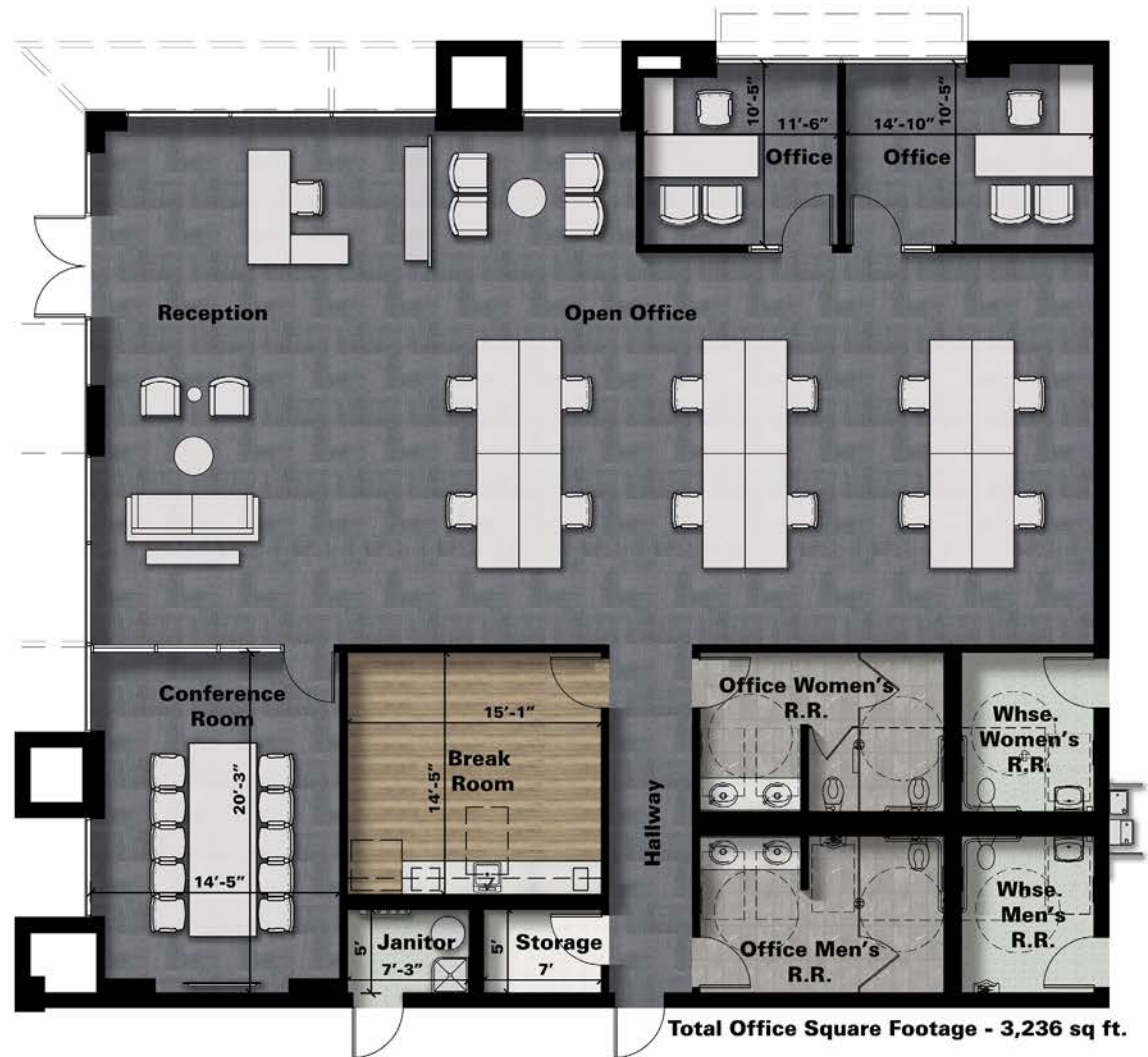 10’-5”
10’-5”
11’-6”
14’-10”
Office
Office
Reception
Open Office
Conference
Room
20’-3”
14’-5”
15’-1”
Break
Room
14’-5”
Hallway
Office Women’s
R.R.
Whse.
Women’s
R.R.
Janitor
5’
7’-3”
Storage
5’
7’
Office Men’s
R.R.
Whse.
Men’s
R.R.
Total Office Square Footage - 3,236 sq ft.